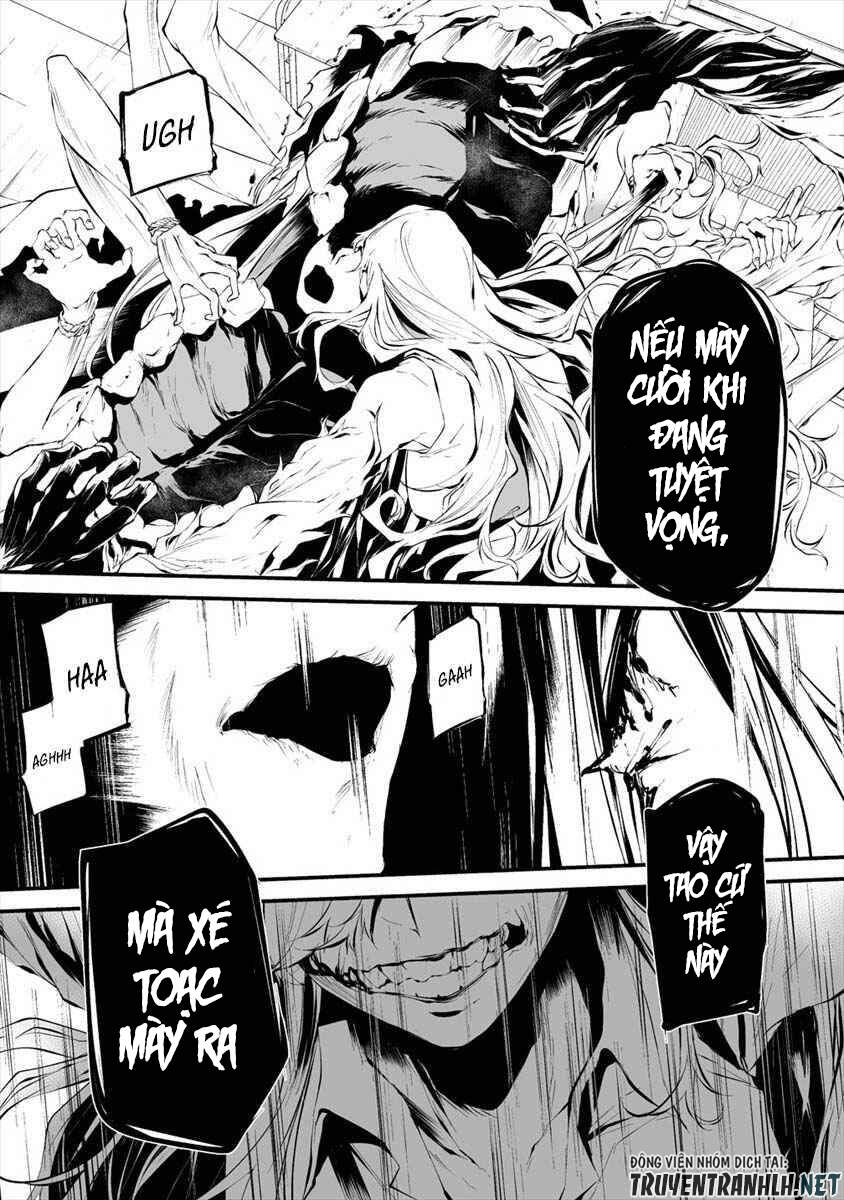 NẾU MÀY
CƯỜI KHI
ĐANG
TUYỆT
VỌNG,
UGH
VẬY
TAO CỨ
THẾ
NÀY
GAAH
HAA
AGHHH
MÀ XÉ
TOẠC
MÀY RA
ĐỘNG VIÊN NHÓM DỊCH TẠI:
TRUYENTRANHLH.NET